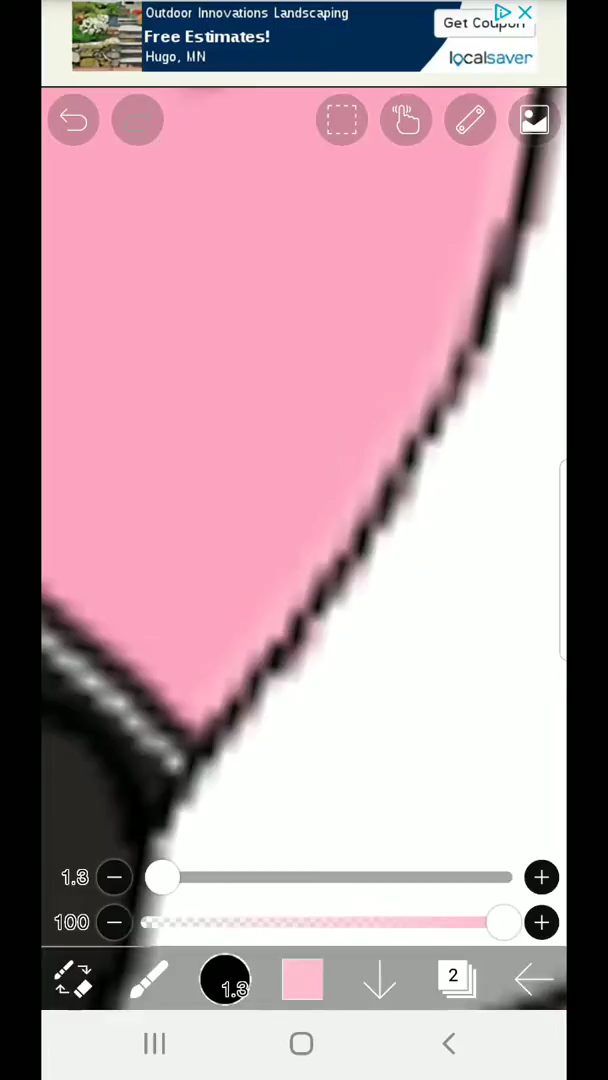 Outdoor Innovations Landscaping
Free Estimates!
Hugo, MN
Get Coupon
localsaver
1.3
100
1.3
2